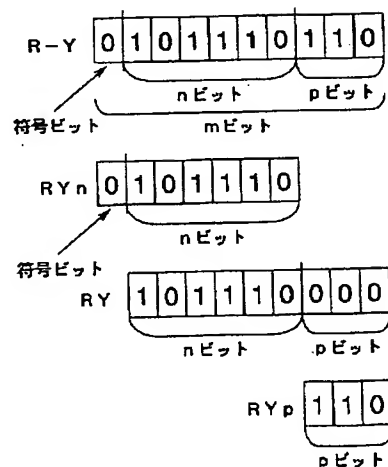 R-Y 0 1 0 1 1 1 0 1 1 0
nビット pビット
符号ビット mビット
RYn 0 1 0 1 1 1 0
nビット
符号ビット
RY 1 0 1 1 1 0 0 0 0
nビット pビット
RYp 1 1 0
pビット